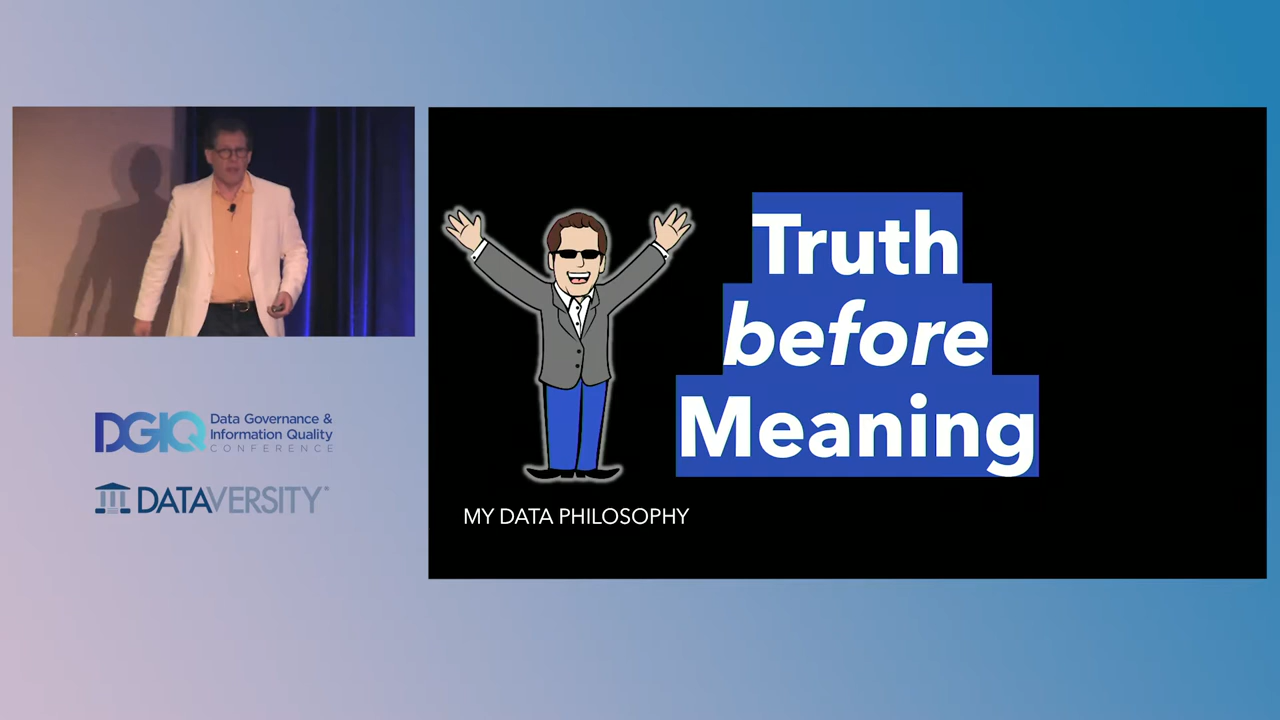 DGIQ
Data Governance &
Information Quality
CONFERENCE
DATAVERSITY
Truth
before
Meaning
MY DATA PHILOSOPHY